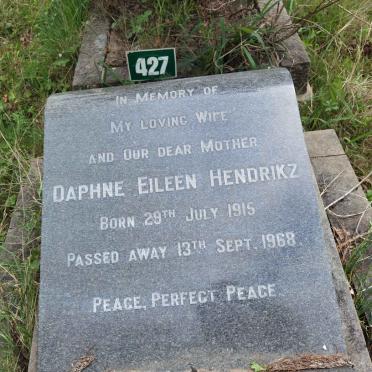 427
In Memory of
My Loving Wife
and Our Dear Mother
Daphne Eileen Hendrikz
Born 29th July 1915
Passed away 13th Sept. 1968.
Peace, Perfect Peace.